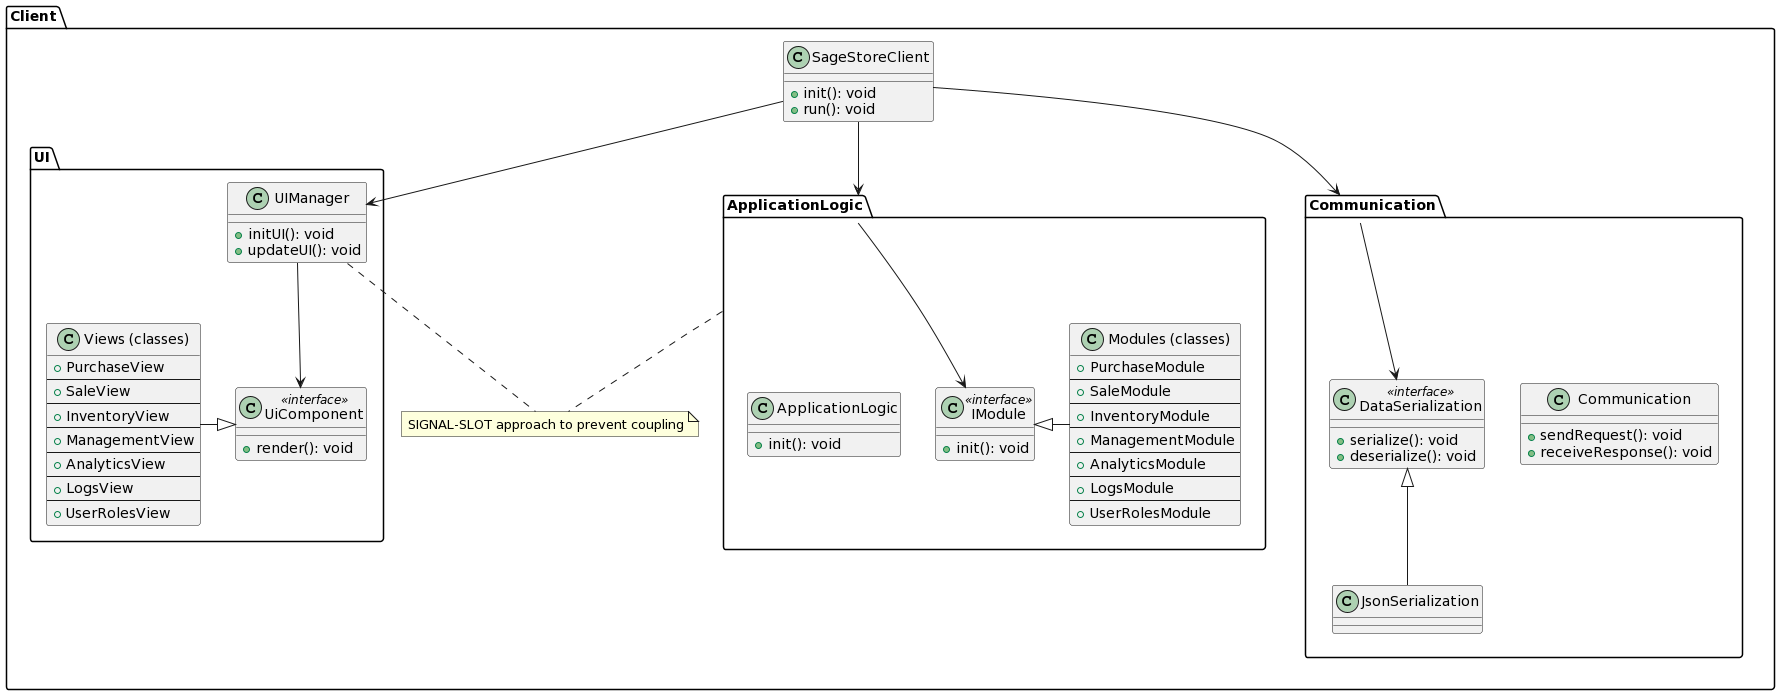 Client
SageStoreClient
init(): void
run(): void
UI
UIManager
initUI(): void
updateUI(): void
Views (classes)
PurchaseView
SaleView
InventoryView
ManagementView
AnalyticsView
LogsView
UserRolesView
«interface»
UiComponent
render(): void
SIGNAL-SLOT approach to prevent coupling
ApplicationLogic
ApplicationLogic
init(): void
«interface»
IModule
init(): void
Modules (classes)
PurchaseModule
SaleModule
InventoryModule
ManagementModule
AnalyticsModule
LogsModule
UserRolesModule
Communication
«interface»
DataSerialization
serialize(): void
deserialize(): void
Communication
sendRequest(): void
receiveResponse(): void
JsonSerialization